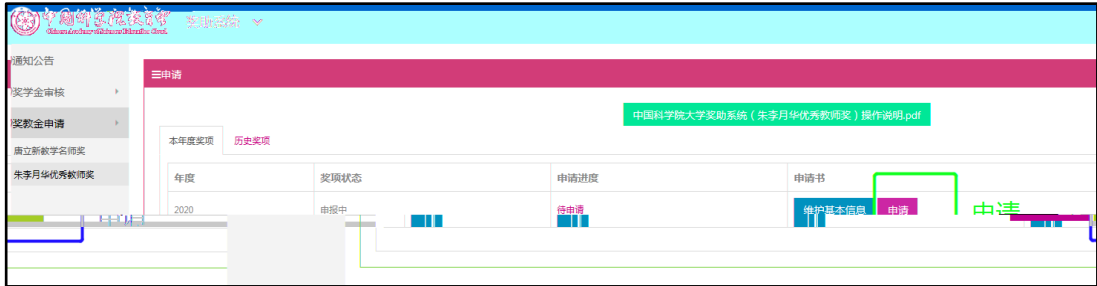 中国科学院教育云
Chinese Academy of Sciences Education Cloud
通知公告
奖学金审核
奖教金申请
唐立新教学名师奖
朱李月华优秀教师奖
申请
中国科学院大学奖助系统（朱李月华优秀教师奖）操作说明.pdf
本年度奖项 历史奖项
年度 奖项状态 申请进度 申请书
2020 申报中 待申请 维护基本信息 申请
申请